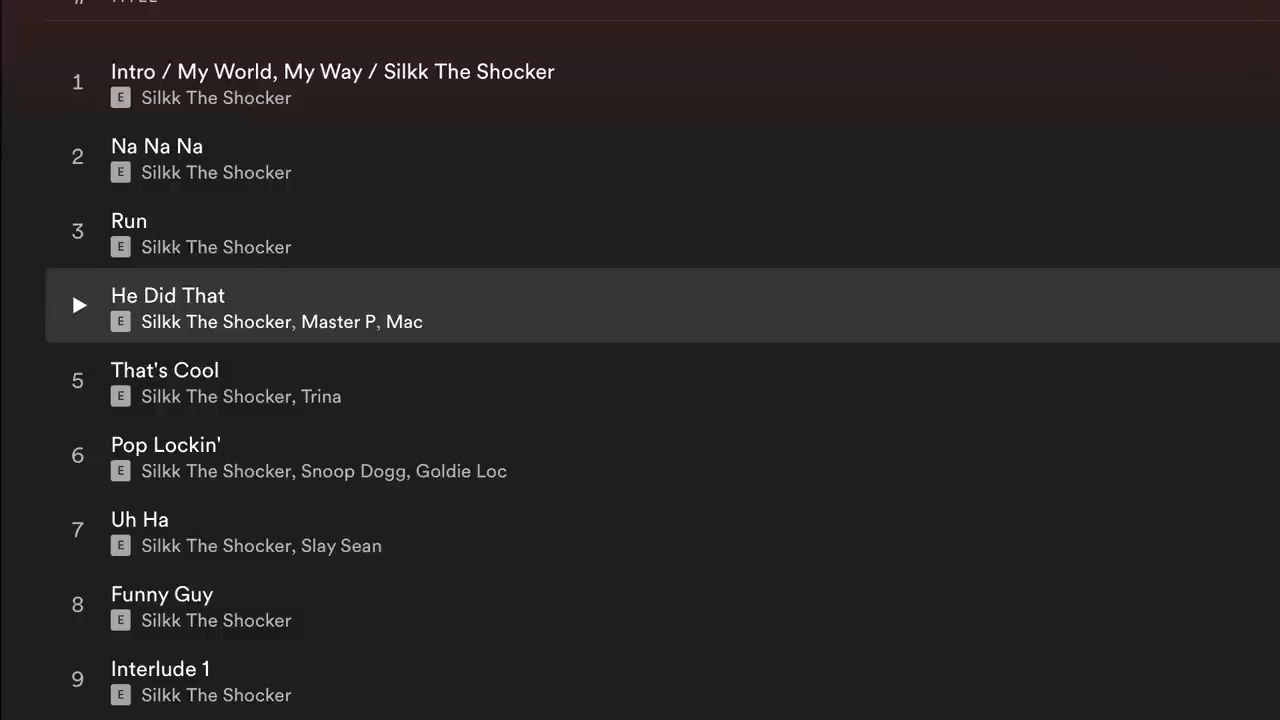 # TITLE
1
Intro / My World, My Way / Silkk The Shocker
E Silkk The Shocker
2
Na Na Na
E Silkk The Shocker
3
Run
E Silkk The Shocker
He Did That
E Silkk The Shocker, Master P, Mac
5
That's Cool
E Silkk The Shocker, Trina
6
Pop Lockin'
E Silkk The Shocker, Snoop Dogg, Goldie Loc
7
Uh Ha
E Silkk The Shocker, Slay Sean
8
Funny Guy
E Silkk The Shocker
9
Interlude 1
E Silkk The Shocker